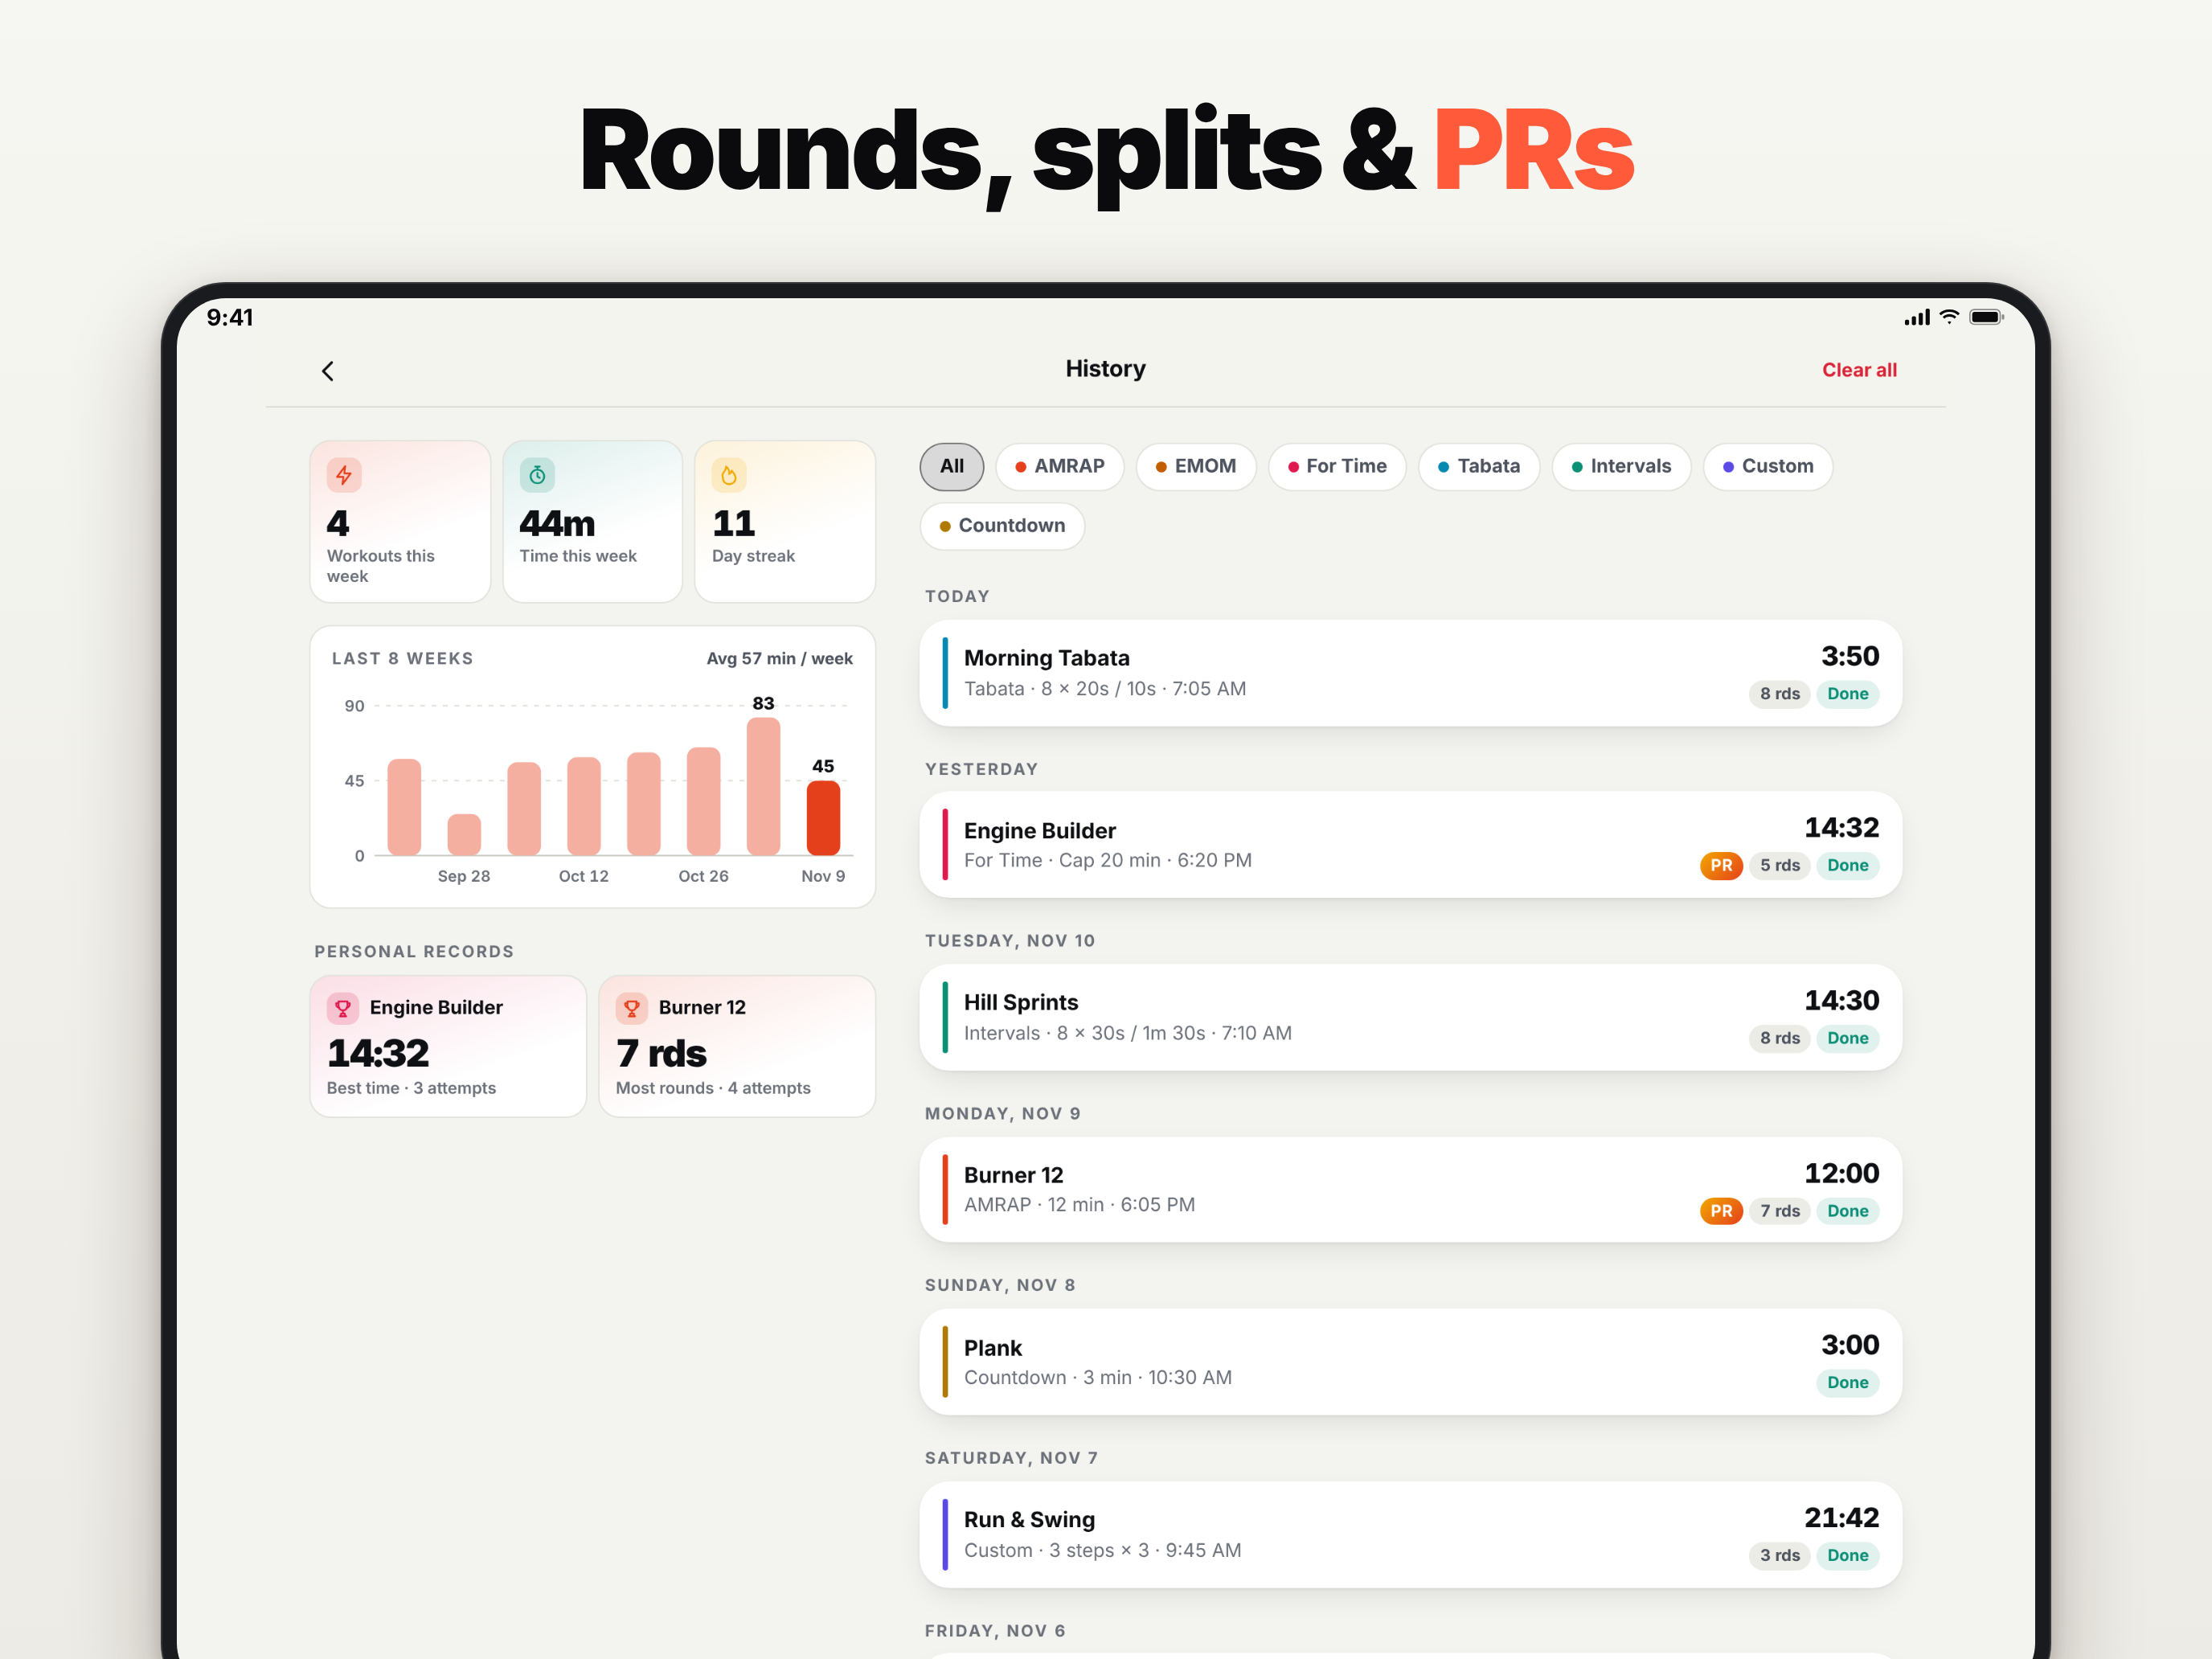 Rounds, splits & PRs
9:41
History
Clear all
4
Workouts this
week
44m
Time this week
11
Day streak
LAST 8 WEEKS
Avg 57 min / week
90
45
0
83
45
Sep 28
Oct 12
Oct 26
Nov 9
PERSONAL RECORDS
Engine Builder
14:32
Best time · 3 attempts
Burner 12
7 rds
Most rounds · 4 attempts
All
AMRAP
EMOM
For Time
Tabata
Intervals
Custom
Countdown
TODAY
Morning Tabata
Tabata · 8 × 20s / 10s · 7:05 AM
3:50
8 rds
Done
YESTERDAY
Engine Builder
For Time · Cap 20 min · 6:20 PM
14:32
PR
5 rds
Done
TUESDAY, NOV 10
Hill Sprints
Intervals · 8 × 30s / 1m 30s · 7:10 AM
14:30
8 rds
Done
MONDAY, NOV 9
Burner 12
AMRAP · 12 min · 6:05 PM
12:00
PR
7 rds
Done
SUNDAY, NOV 8
Plank
Countdown · 3 min · 10:30 AM
3:00
Done
SATURDAY, NOV 7
Run & Swing
Custom · 3 steps × 3 · 9:45 AM
21:42
3 rds
Done
FRIDAY, NOV 6